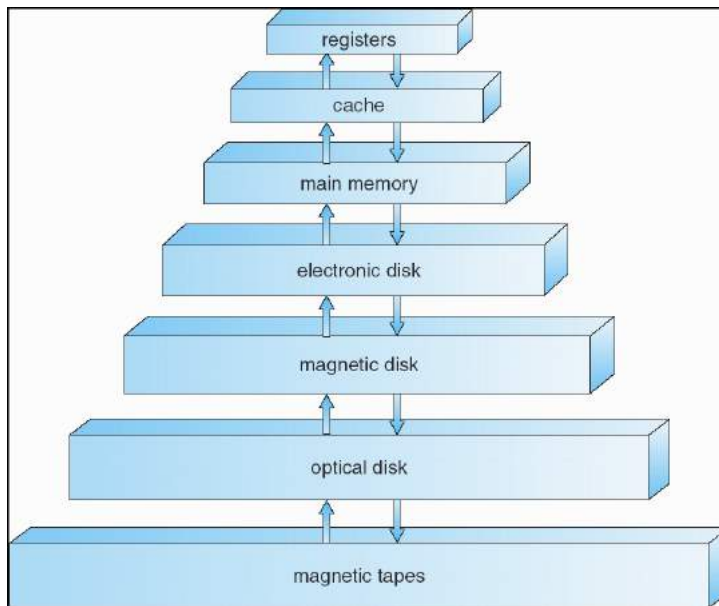 registers
cache
main memory
electronic disk
magnetic disk
optical disk
magnetic tapes